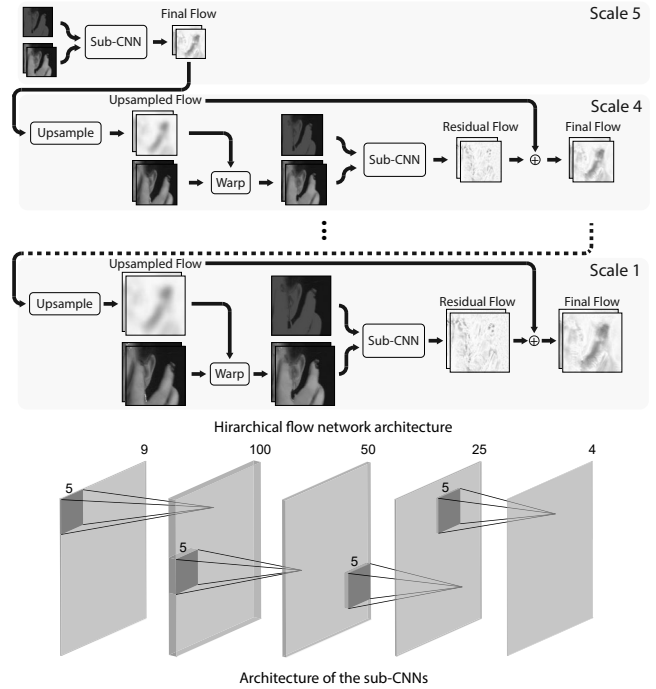 Final Flow
Scale 5
Sub-CNN
Upsampled Flow
Scale 4
Upsample
Residual Flow
Final Flow
Sub-CNN
Warp
⊕
Upsampled Flow
Scale 1
Upsample
Residual Flow
Final Flow
Sub-CNN
Warp
⊕
Hirarchical flow network architecture
9
100
50
25
4
5
5
5
5
Architecture of the sub-CNNs